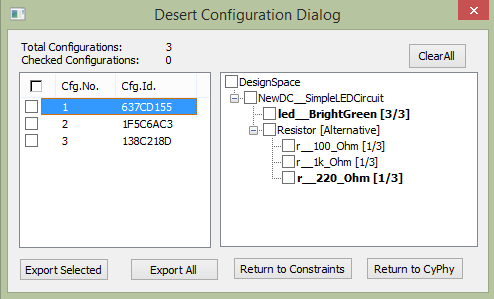 Desert Configuration Dialog
Total Configurations: 3
Checked Configurations: 0
ClearAll
Cfg.No. Cfg.Id.
1 637CD155
2 1F5C6AC3
3 138C218D
DesignSpace
NewDC__SimpleLEDCircuit
led__BrightGreen [3/3]
Resistor [Alternative]
r__100_Ohm [1/3]
r__1k_Ohm [1/3]
r__220_Ohm [1/3]
Export Selected
Export All
Return to Constraints
Return to CyPhy